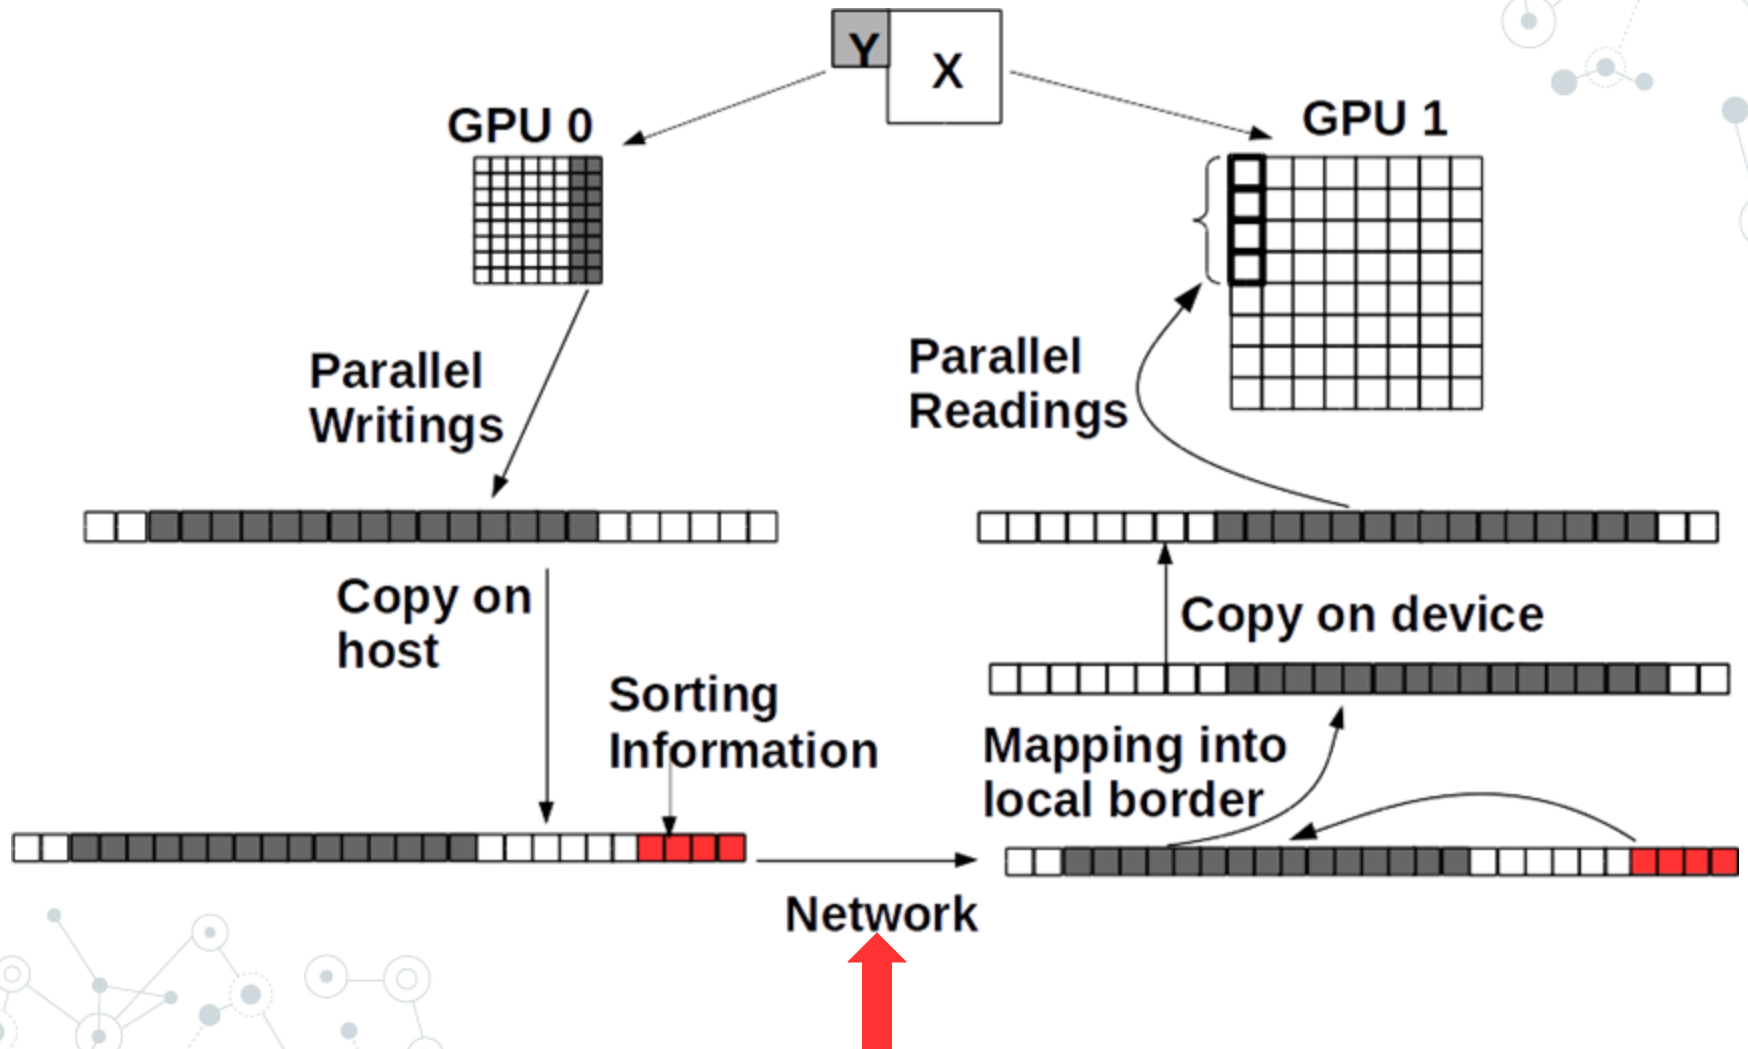 Y
X
GPU 0
GPU 1
Parallel
Writings
Parallel
Readings
Copy on
host
Copy on device
Sorting
Information
Mapping into
local border
Network